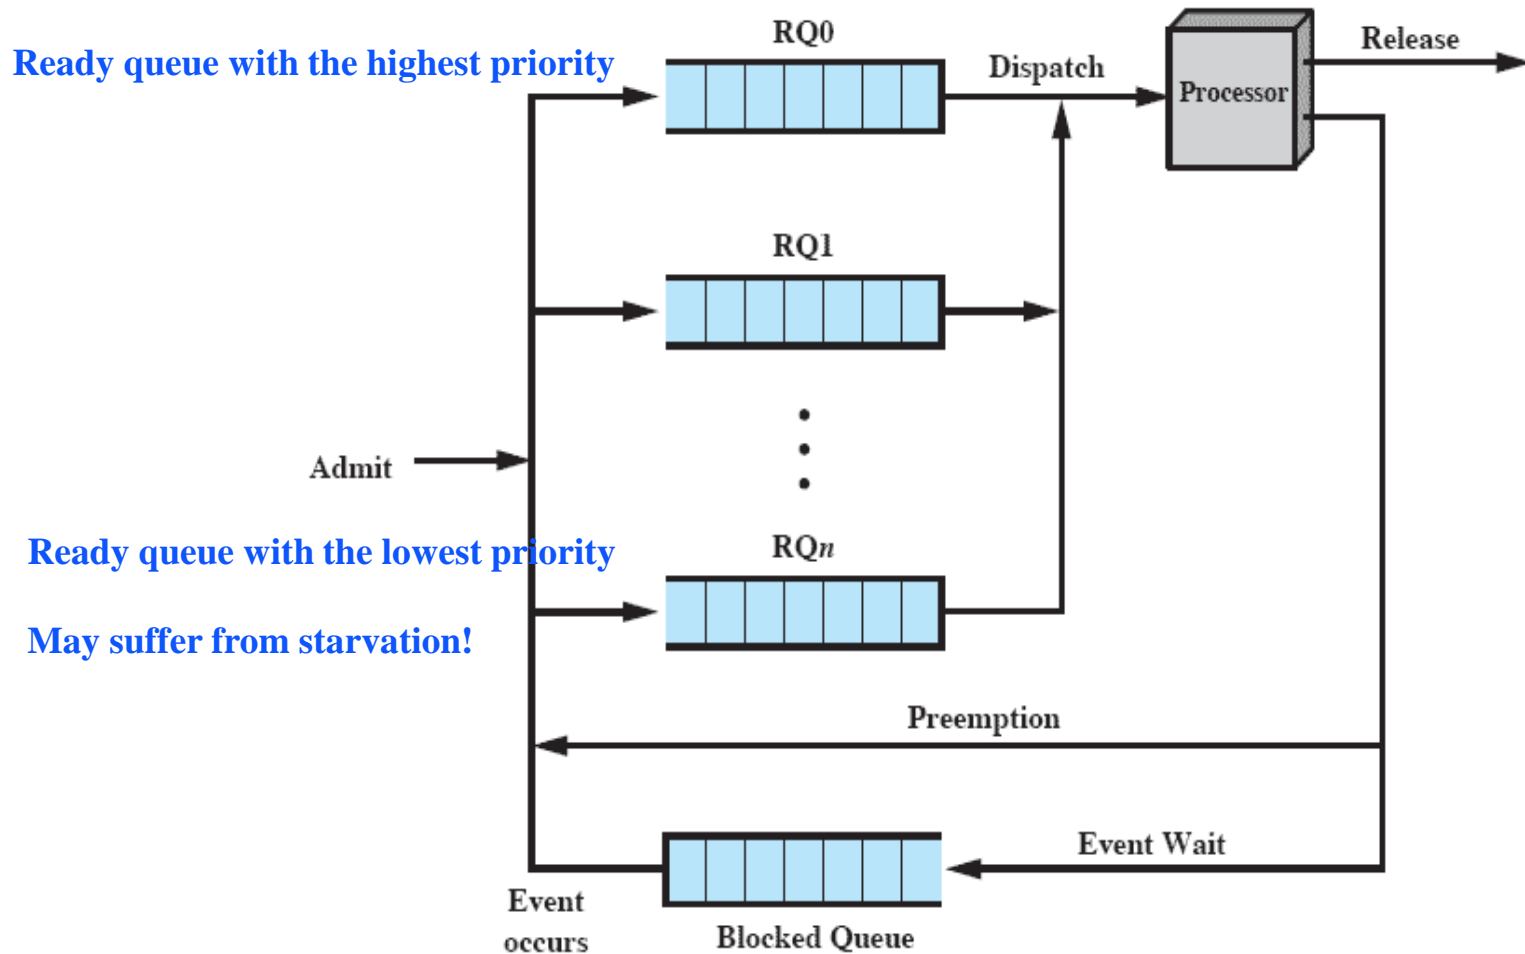 RQ0
Release
Ready queue with the highest priority
Dispatch
Processor
RQ1
Admit
Ready queue with the lowest priority
RQn
May suffer from starvation!
Preemption
Event Wait
Event
occurs
Blocked Queue